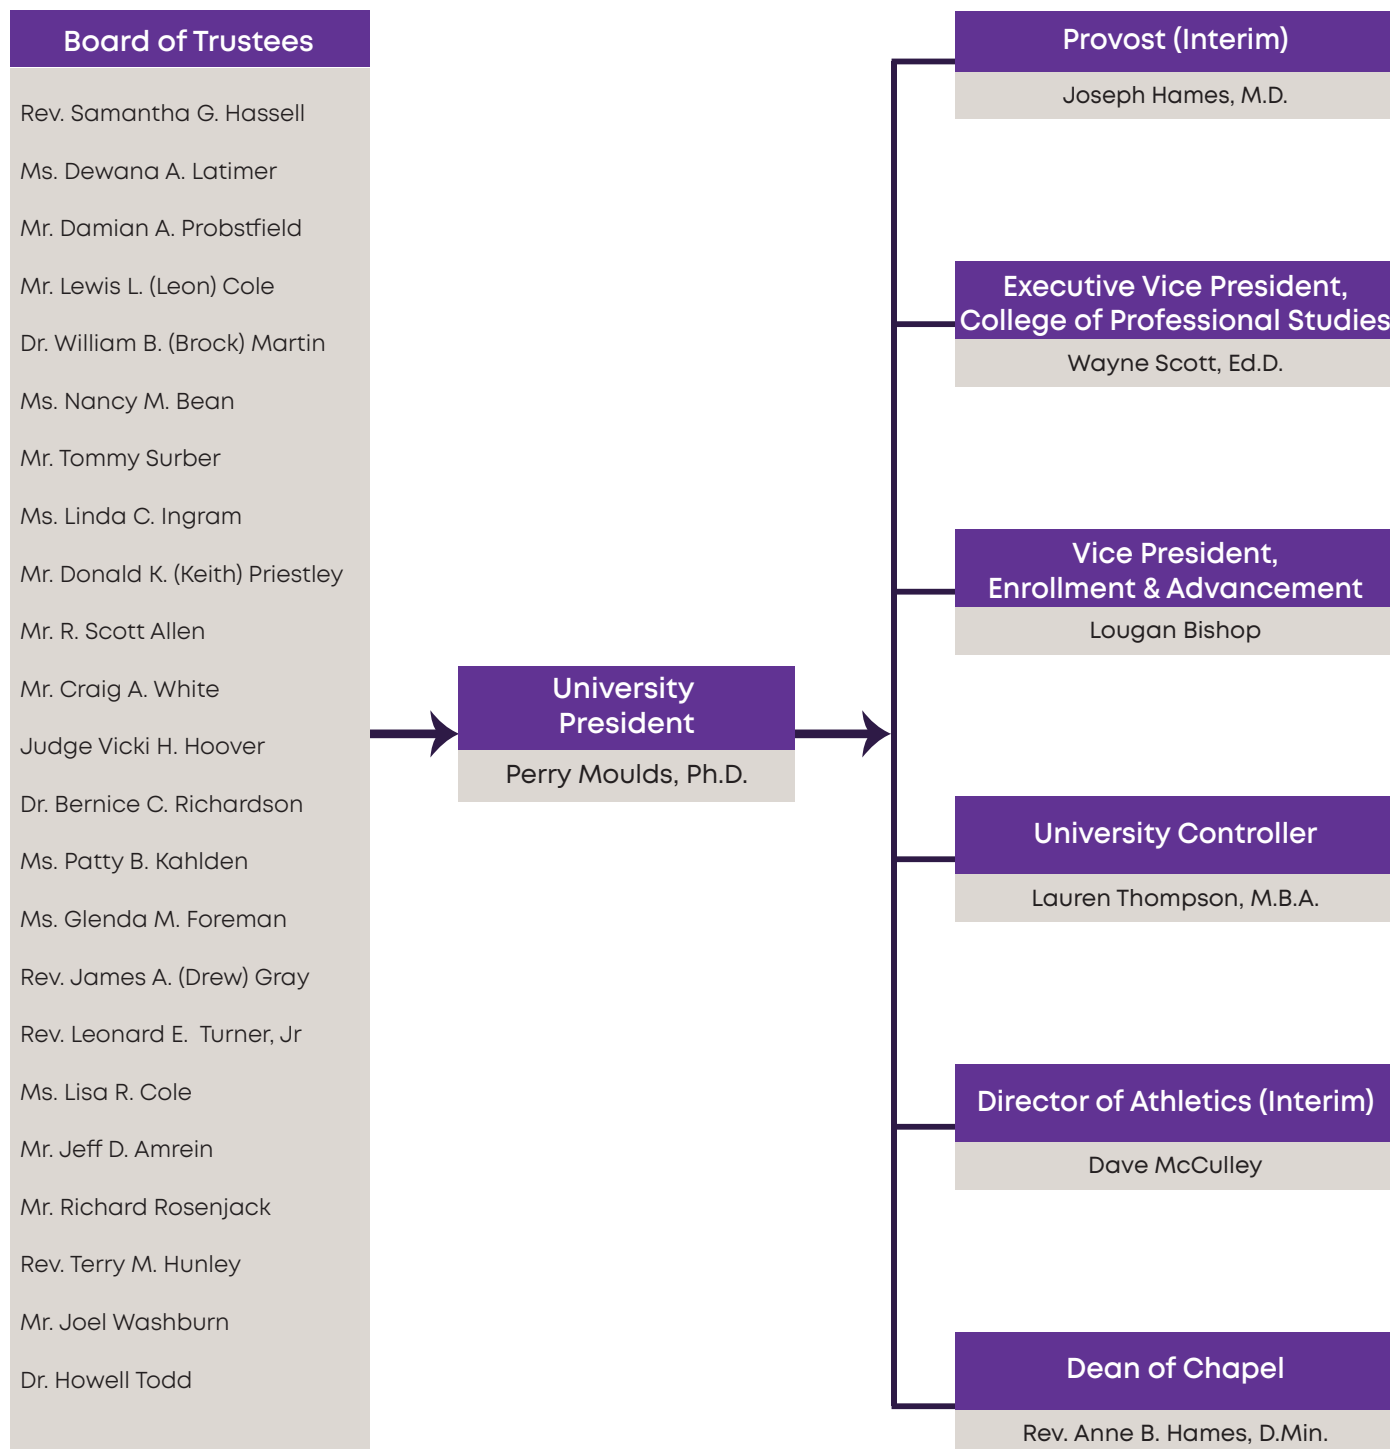 Board of Trustees
Rev. Samantha G. Hassell
Ms. Dewana A. Latimer
Mr. Damian A. Probstfield
Mr. Lewis L. (Leon) Cole
Dr. William B. (Brock) Martin
Ms. Nancy M. Bean
Mr. Tommy Surber
Ms. Linda C. Ingram
Mr. Donald K. (Keith) Priestley
Mr. R. Scott Allen
Mr. Craig A. White
Judge Vicki H. Hoover
Dr. Bernice C. Richardson
Ms. Patty B. Kahlden
Ms. Glenda M. Foreman
Rev. James A. (Drew) Gray
Rev. Leonard E.  Turner, Jr
Ms. Lisa R. Cole
Mr. Jeff D. Amrein
Mr. Richard Rosenjack
Rev. Terry M. Hunley
Mr. Joel Washburn
Dr. Howell Todd
University
President
Perry Moulds, Ph.D.
Provost (Interim)
Joseph Hames, M.D.
Executive Vice President,
College of Professional Studies
Wayne Scott, Ed.D.
Vice President,
Enrollment & Advancement
Lougan Bishop
University Controller
Lauren Thompson, M.B.A.
Director of Athletics (Interim)
Dave McCulley
Dean of Chapel
Rev. Anne B. Hames, D.Min.